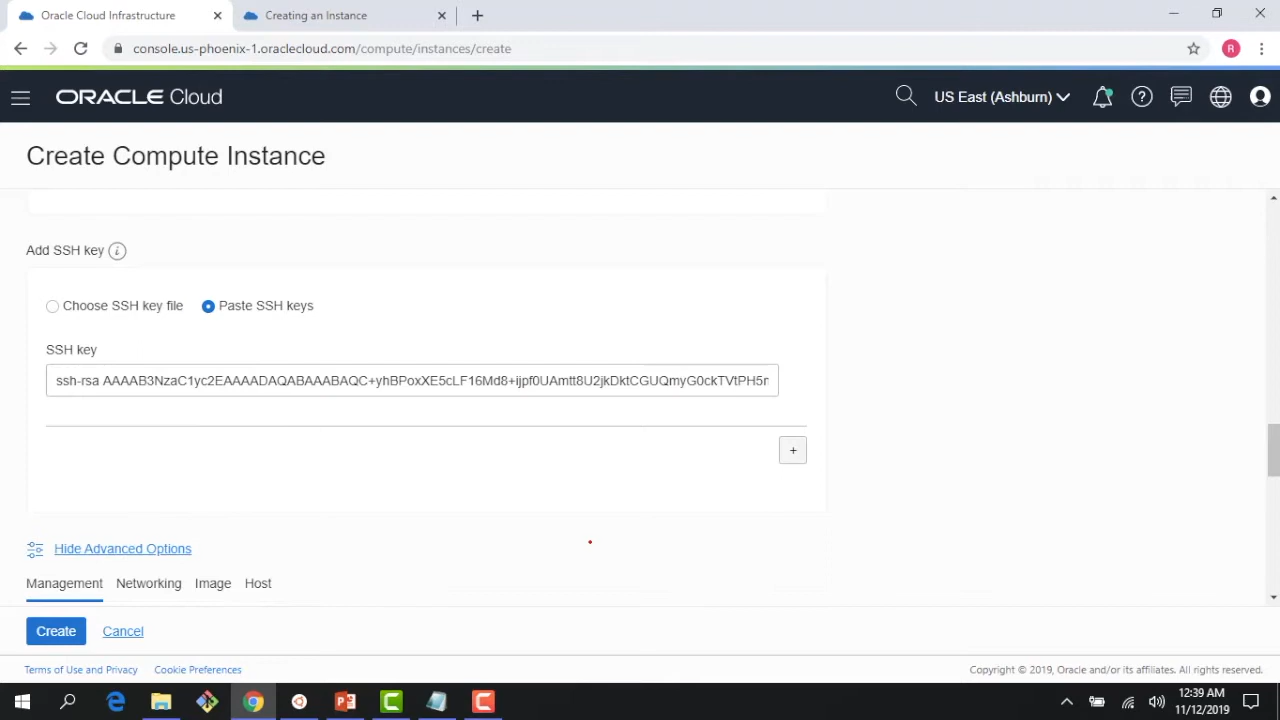 Oracle Cloud Infrastructure
Creating an Instance
console.us-phoenix-1.oraclecloud.com/compute/instances/create
R
ORACLE Cloud
US East (Ashburn)
Create Compute Instance
Add SSH key
Choose SSH key file
Paste SSH keys
SSH key
ssh-rsa AAAAB3NzaC1yc2EAAAADAQABAAABAQC+yhBPoxXE5cLF16Md8+ijpf0UAmtt8U2jkDktCGUQmyG0ckTVtPH5r
+
Hide Advanced Options
Management Networking Image Host
Create Cancel
Terms of Use and Privacy Cookie Preferences
Copyright © 2019, Oracle and/or its affiliates. All rights reserved.
12:39 AM
11/12/2019